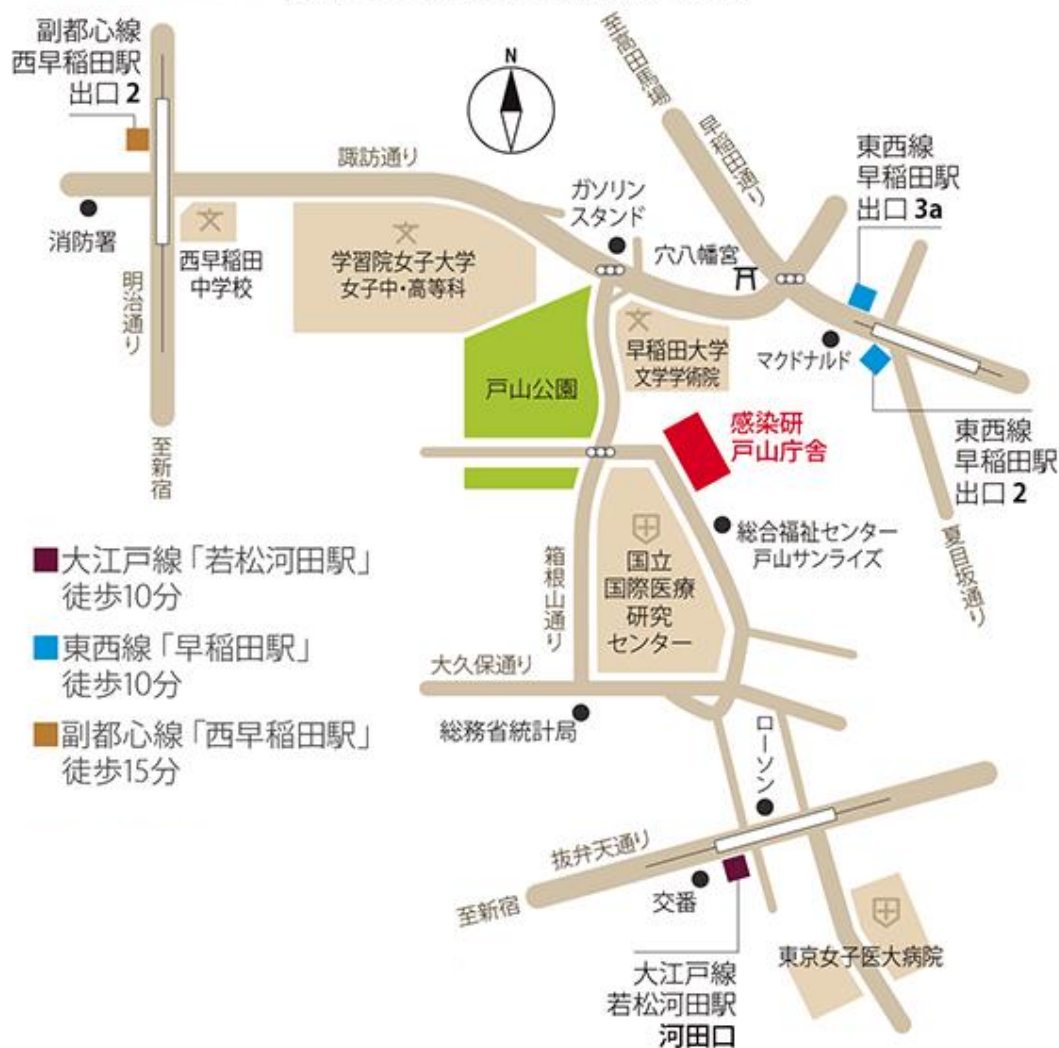 副都心線
西早稲田駅
出口 2
N
至高田馬場
早稲田通り
諏訪通り
ガソリン
スタンド
穴八幡宮
東西線
早稲田駅
出口 3a
消防署
西早稲田
中学校
学習院女子大学
女子中・高等科
明治通り
早稲田大学
文学学術院
マクドナルド
戸山公園
感染研
戸山庁舎
東西線
早稲田駅
出口 2
至新宿
総合福祉センター
戸山サンライズ
夏目坂通り
箱根山通り
国立
国際医療
研究
センター
■大江戸線「若松河田駅」
徒歩10分
■東西線「早稲田駅」
徒歩10分
■副都心線「西早稲田駅」
徒歩15分
大久保通り
総務省統計局
ローソン
抜弁天通り
至新宿
交番
東京女子医大病院
大江戸線
若松河田駅
河田口